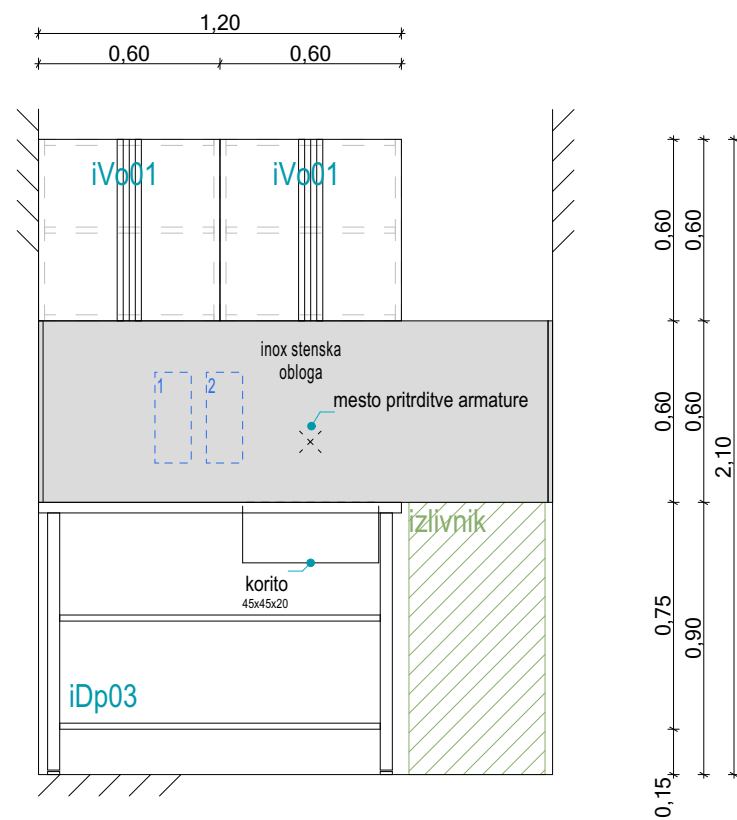 1,20
0,60 0,60
iVo01 iVo01
0,60 0,60
inox stenska
obloga
1 2
mesto pritrditve armature
0,60 0,60
2,10
izlivnik
korito
45x45x20
0,75 0,90
iDp03
0,15